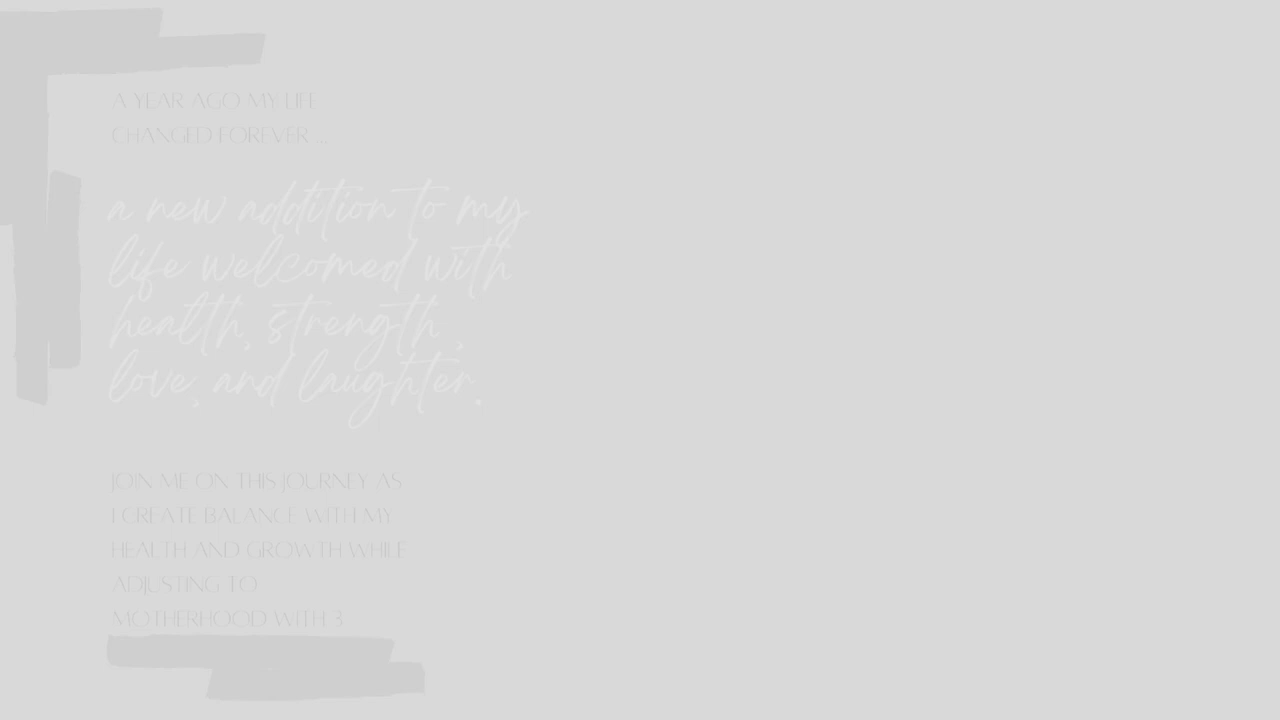 A YEAR AGO MY LIFE
CHANGED FOREVER ...
a new addition to my
life welcomed with
health, strength,
love, and laughter.
JOIN ME ON THIS JOURNEY AS
I CREATE BALANCE WITH MY
HEALTH AND GROWTH WHILE
ADJUSTING TO
MOTHERHOOD WITH 3